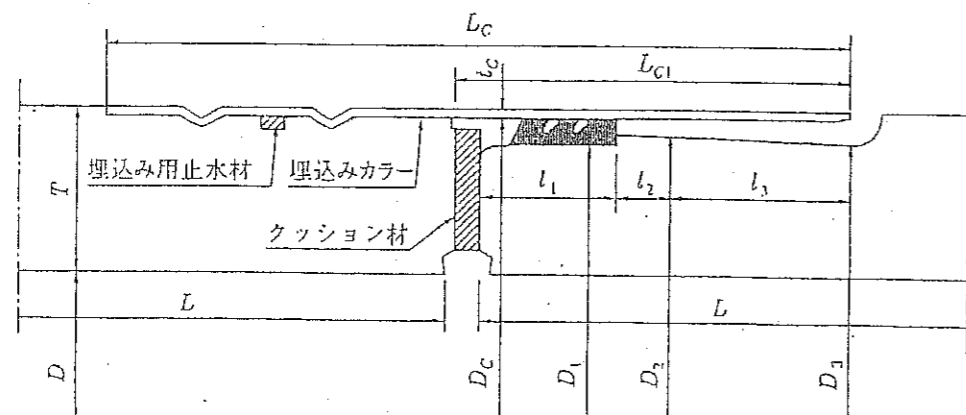 L_C
L_C1
t_C
埋込み用止水材
埋込みカラー
T
l_1
l_2
l_3
クッション材
L
L
D
D_C
D_1
D_2
D_3